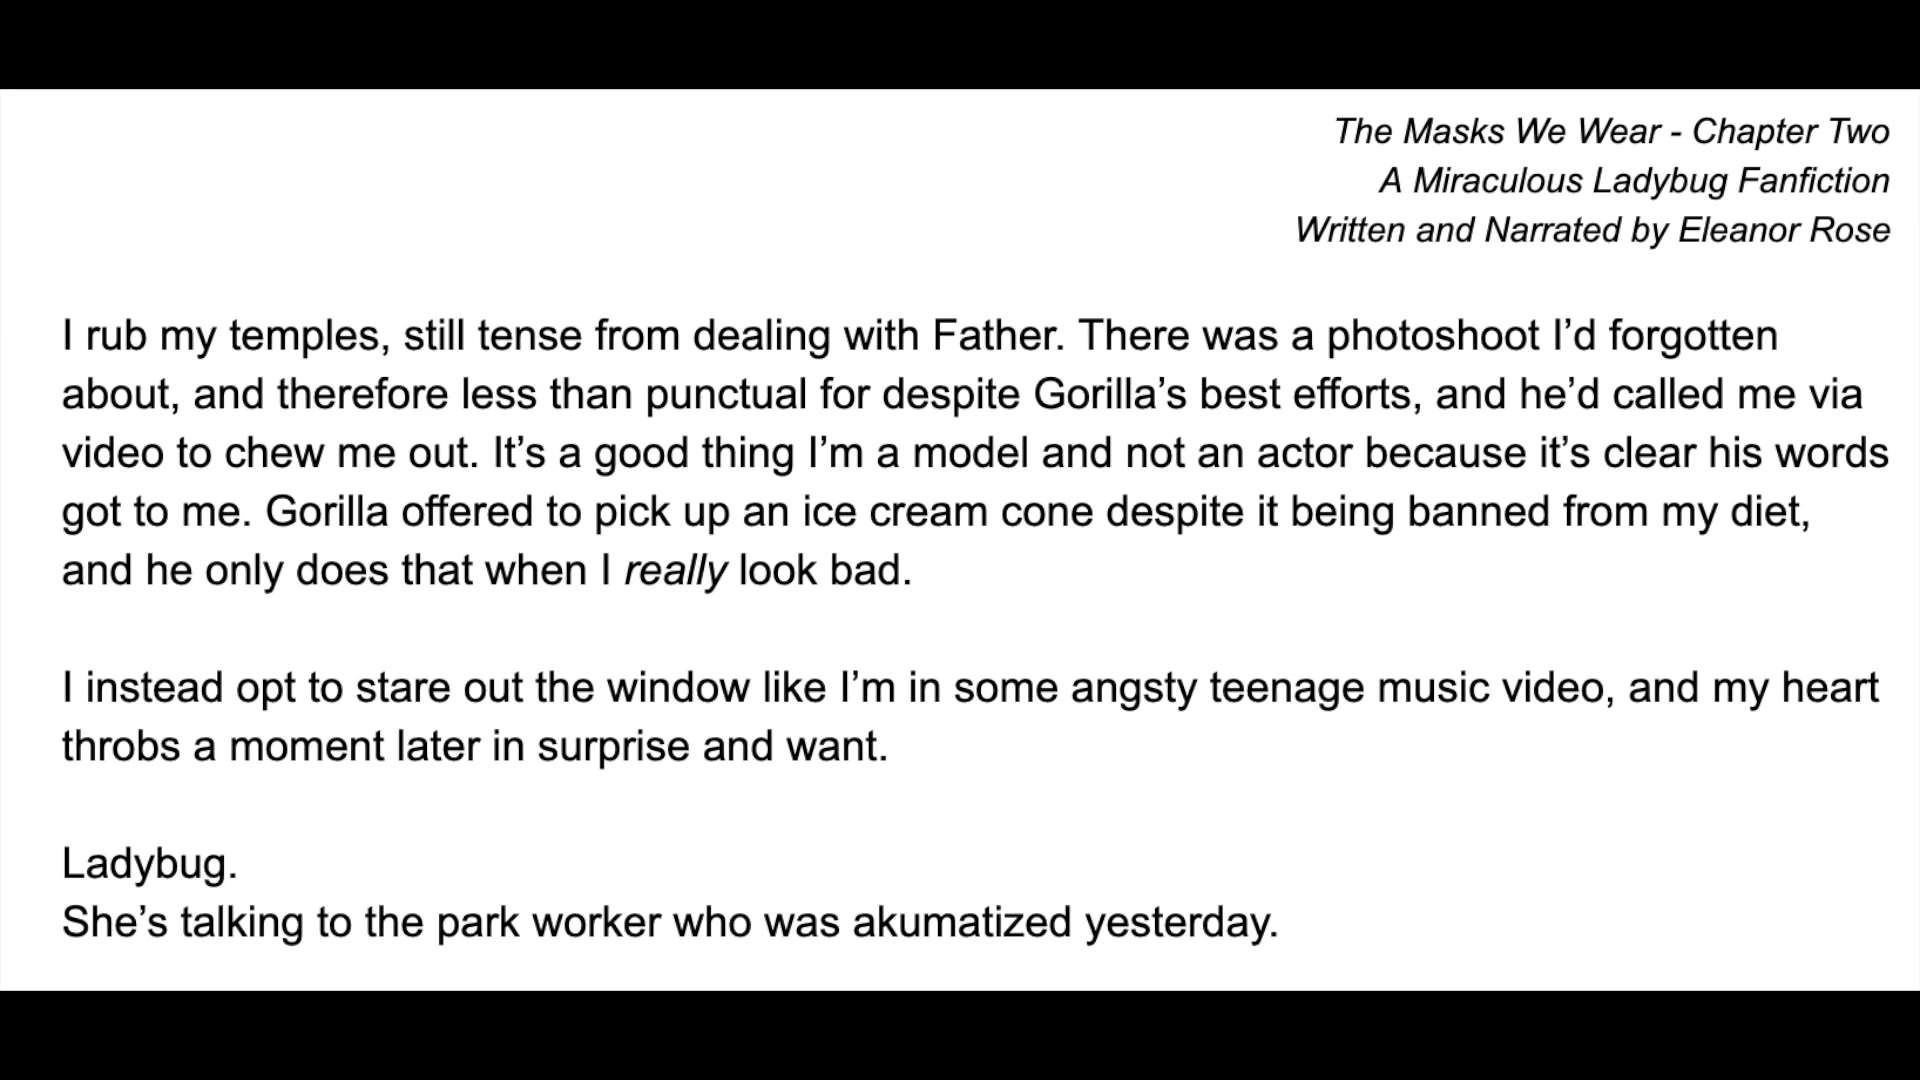 The Masks We Wear - Chapter Two
A Miraculous Ladybug Fanfiction
Written and Narrated by Eleanor Rose
I rub my temples, still tense from dealing with Father. There was a photoshoot I’d forgotten
about, and therefore less than punctual for despite Gorilla’s best efforts, and he’d called me via
video to chew me out. It’s a good thing I’m a model and not an actor because it’s clear his words
got to me. Gorilla offered to pick up an ice cream cone despite it being banned from my diet,
and he only does that when I really look bad.
I instead opt to stare out the window like I’m in some angsty teenage music video, and my heart
throbs a moment later in surprise and want.
Ladybug.
She’s talking to the park worker who was akumatized yesterday.